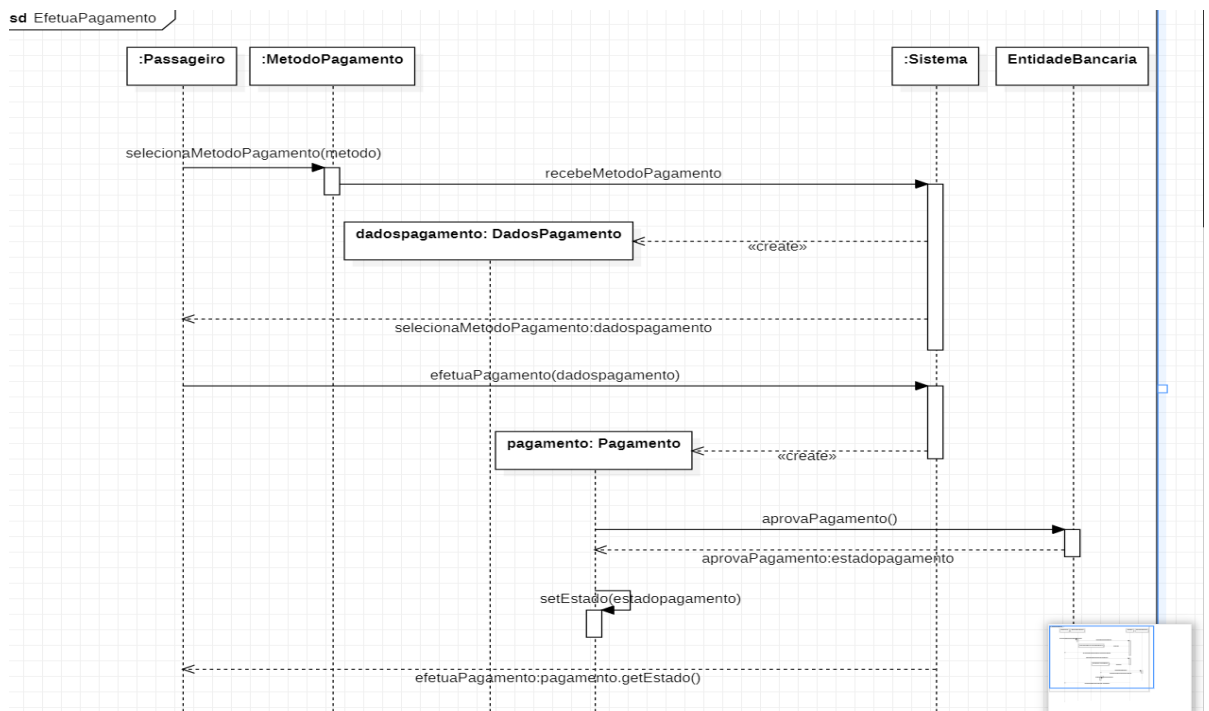 sd EfetuaPagamento
:Passageiro
:MetodoPagamento
:Sistema
EntidadeBancaria
selecionaMetodoPagamento(metodo)
recebeMetodoPagamento
dadospagamento: DadosPagamento
«create»
selecionaMetodoPagamento:dadospagamento
efetuaPagamento(dadospagamento)
pagamento: Pagamento
«create»
aprovaPagamento()
aprovaPagamento:estadopagamento
setEstado(estadopagamento)
efetuaPagamento:pagamento.getEstado()